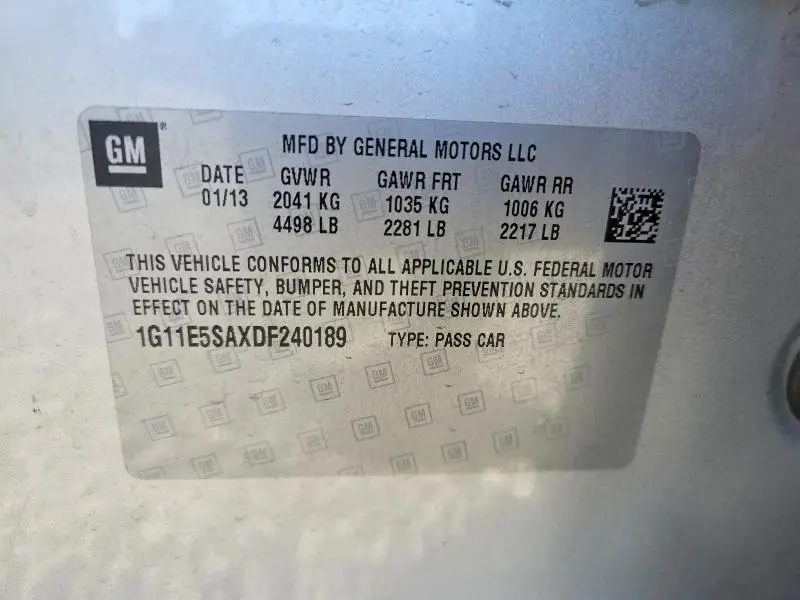 GM
MFD BY GENERAL MOTORS LLC
DATE GVWR GAWR FRT GAWR RR
01/13 2041 KG 1035 KG 1006 KG
4498 LB 2281 LB 2217 LB
THIS VEHICLE CONFORMS TO ALL APPLICABLE U.S. FEDERAL MOTOR
VEHICLE SAFETY, BUMPER, AND THEFT PREVENTION STANDARDS IN
EFFECT ON THE DATE OF MANUFACTURE SHOWN ABOVE.
1G11E5SAXDF240189 TYPE: PASS CAR